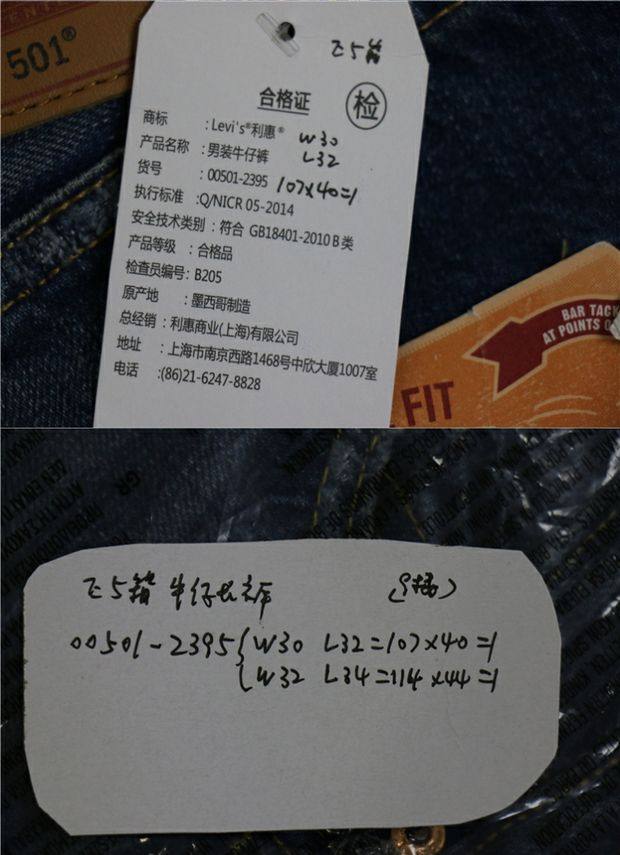 501®
飞5箱
合格证 检
商标 :Levi's®利惠®
W30
产品名称 :男装牛仔裤
L32
货号 :00501-2395 107×40=1
执行标准 :Q/NICR 05-2014
安全技术类别 :符合 GB18401-2010 B类
产品等级 :合格品
检查员编号:B205
原产地 :墨西哥制造
总经销 :利惠商业(上海)有限公司
地址 :上海市南京西路1468号中欣大厦1007室
电话 :(86)21-6247-8828
BAR TACK
AT POINTS O
FIT
飞5箱 牛仔长裤
00501-2395{W30 L32=107×40=1
{W32 L34=114×44=1